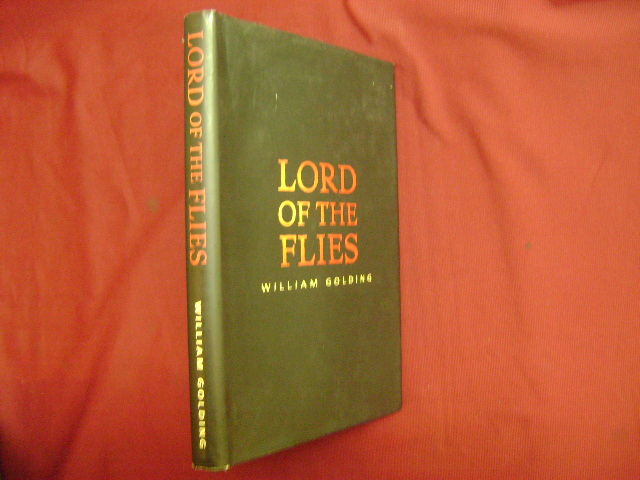 LORD OF THE FLIES WILLIAM GOLDING
LORD
OF THE
FLIES
WILLIAM GOLDING